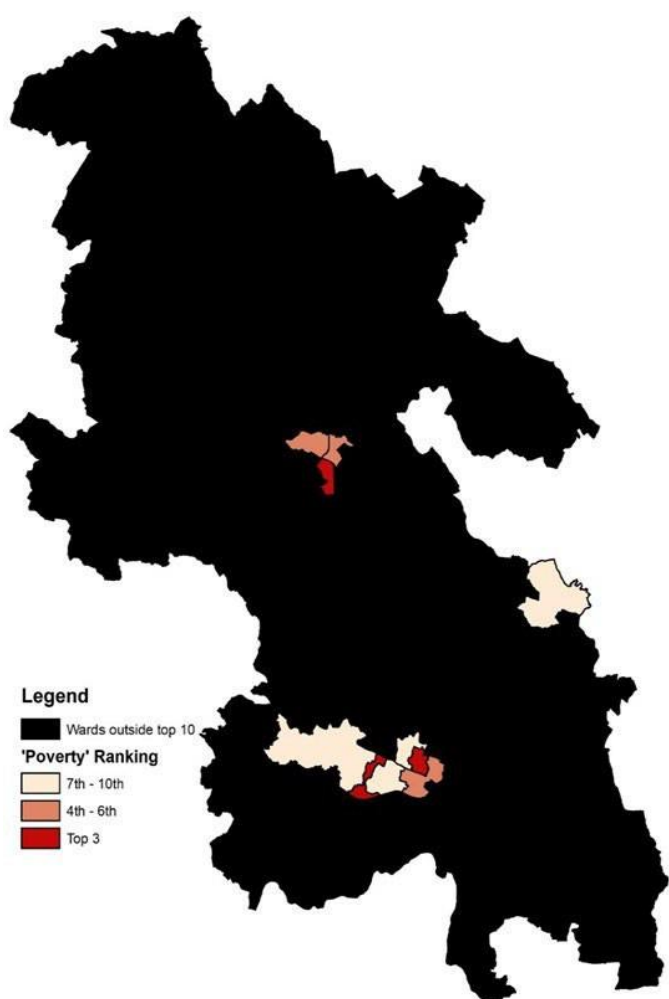 Legend
Wards outside top 10
'Poverty' Ranking
7th - 10th
4th - 6th
Top 3